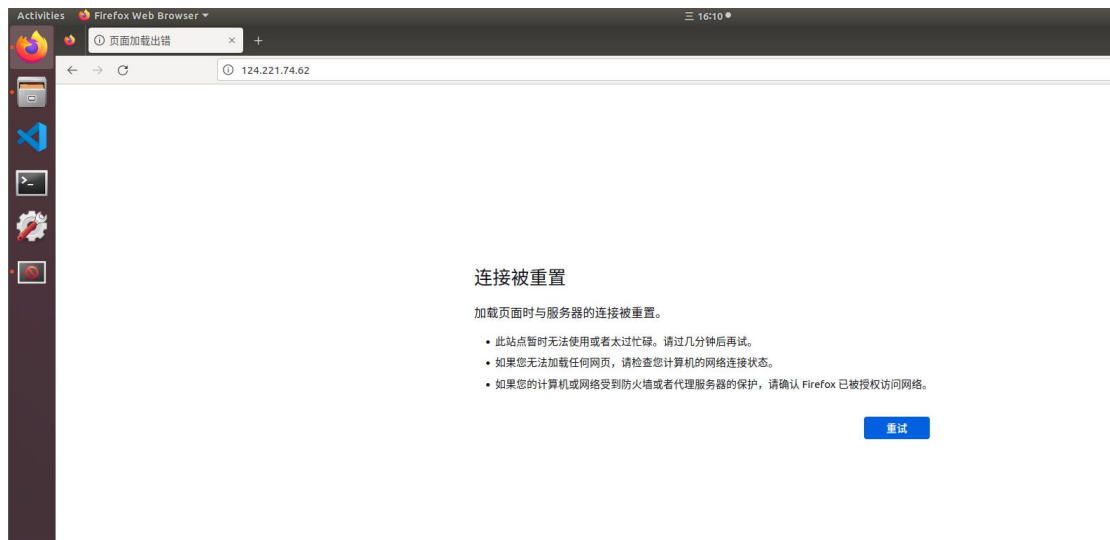 Activities Firefox Web Browser 三 16:10
页面加载出错
124.221.74.62
连接被重置
加载页面时与服务器的连接被重置。
此站点暂时无法使用或者太过忙碌。请过几分钟后再试。
如果您无法加载任何网页，请检查您计算机的网络连接状态。
如果您的计算机或网络受到防火墙或者代理服务器的保护，请确认 Firefox 已被授权访问网络。
重试